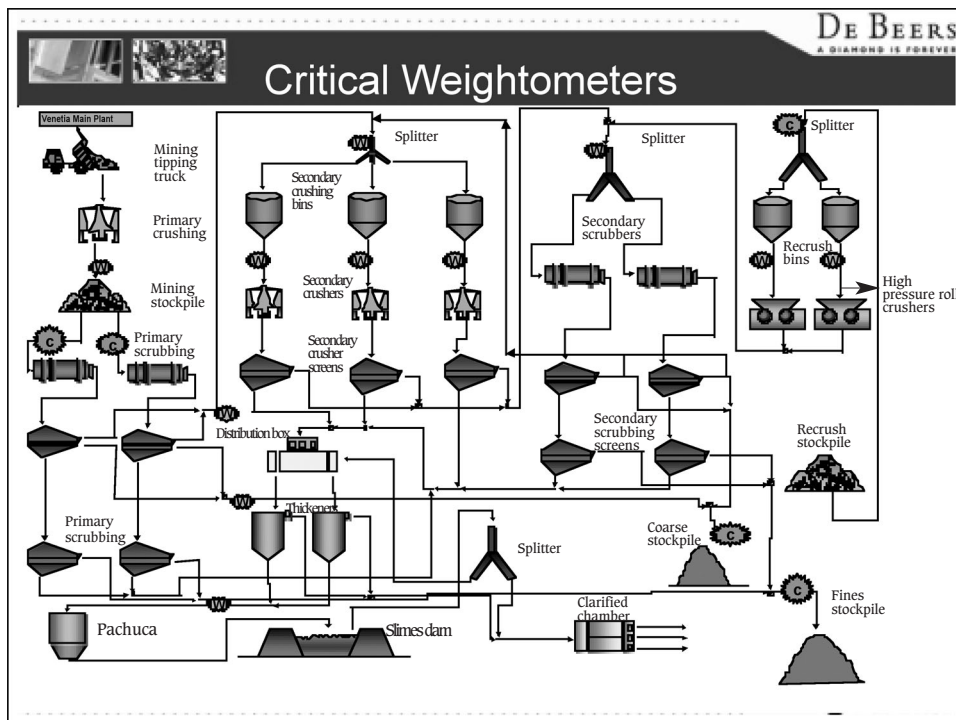 DE BEERS
A DIAMOND IS FOREVER
Critical Weightometers
Venetia Main Plant
Mining
tipping
truck
Primary
crushing
W
Mining
stockpile
C
C
Primary
scrubbing
W
Splitter
Secondary
crushing
bins
W
W
W
Secondary
crushers
Secondary
crusher
screens
W
Splitter
Secondary
scrubbers
C
Splitter
Recrush
bins
W
W
High
pressure roll
crushers
W
Distribution box
Secondary
scrubbing
screens
Recrush
stockpile
W
Thickeners
Primary
scrubbing
Splitter
Coarse
stockpile
C
W
Clarified
chamber
C
Fines
stockpile
Pachuca
Slimes dam